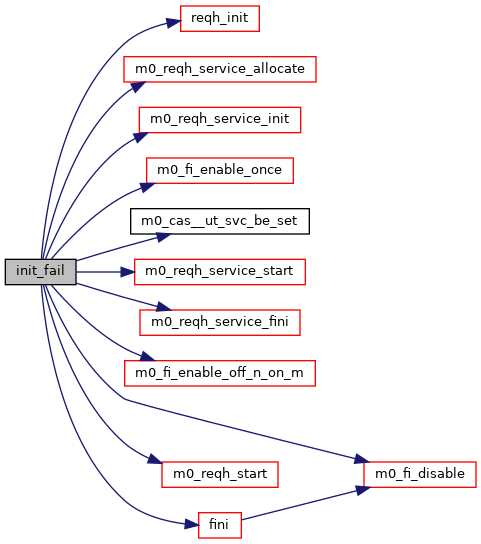 reqh_init
m0_reqh_service_allocate
m0_reqh_service_init
m0_fi_enable_once
m0_cas__ut_svc_be_set
init_fail
m0_reqh_service_start
m0_reqh_service_fini
m0_fi_enable_off_n_on_m
m0_reqh_start
m0_fi_disable
fini